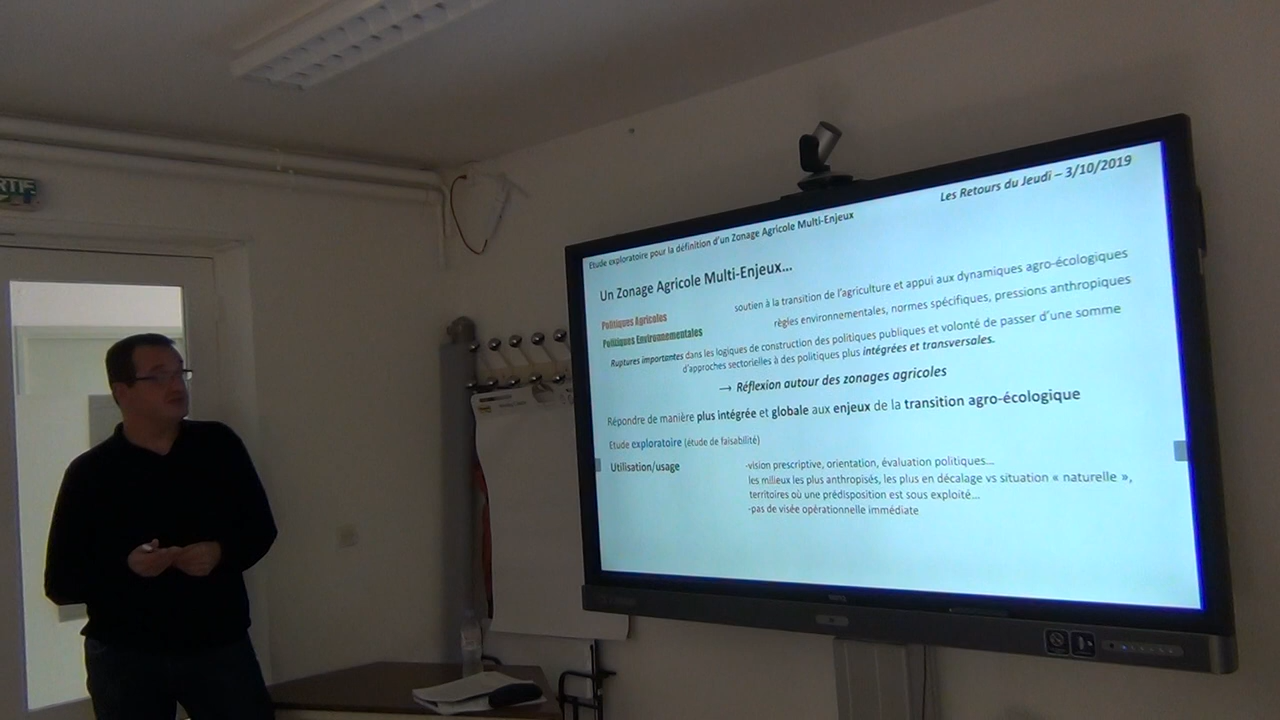 Les Retours du Jeudi – 3/10/2019
Etude exploratoire pour la définition d'un Zonage Agricole Multi-Enjeux
Un Zonage Agricole Multi-Enjeux...
Politiques Agricoles soutien à la transition de l'agriculture et appui aux dynamiques agro-écologiques
Politiques Environnementales règles environnementales, normes spécifiques, pressions anthropiques
Ruptures importantes dans les logiques de construction des politiques publiques et volonté de passer d'une somme
d'approches sectorielles à des politiques plus intégrées et transversales.
→ Réflexion autour des zonages agricoles
Répondre de manière plus intégrée et globale aux enjeux de la transition agro-écologique
Etude exploratoire (étude de faisabilité)
Utilisation/usage -vision prescriptive, orientation, évaluation politiques...
les milieux les plus anthropisés, les plus en décalage vs situation « naturelle »,
territoires où une prédisposition est sous exploité...
-pas de visée opérationnelle immédiate